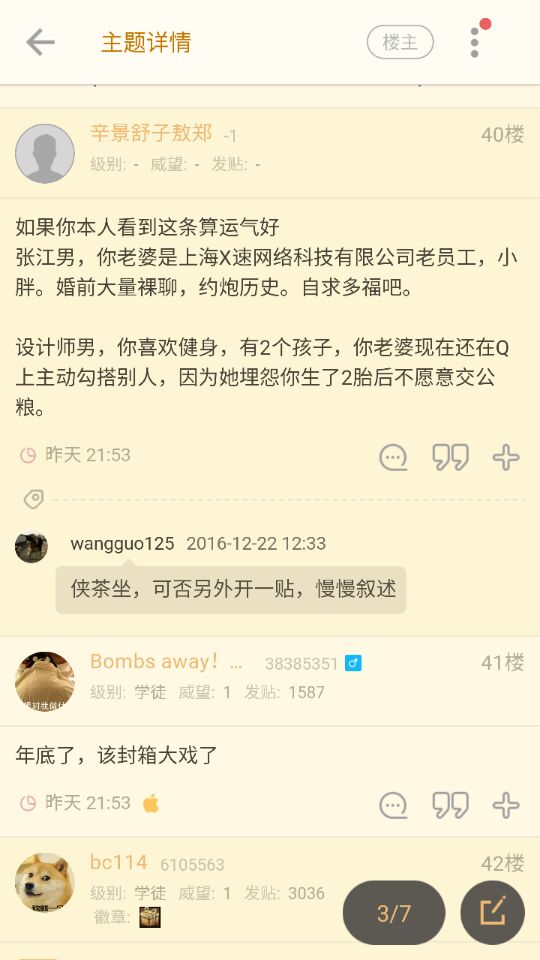 主题详情
楼主
辛景舒子敖郑 -1
40楼
级别: - 威望: - 发贴: -
如果你本人看到这条算运气好
张江男，你老婆是上海X速网络科技有限公司老员工，小
胖。婚前大量裸聊，约炮历史。自求多福吧。
设计师男，你喜欢健身，有2个孩子，你老婆现在还在Q
上主动勾搭别人，因为她埋怨你生了2胎后不愿意交公
粮。
昨天 21:53
wangguo125 2016-12-22 12:33
侠茶坐，可否另外开一贴，慢慢叙述
Bombs away! ... 38385351
41楼
级别: 学徒 威望: 1 发贴: 1587
年底了，该封箱大戏了
昨天 21:53
bc114 6105563
42楼
级别: 学徒 威望: 1 发贴: 3036
徽章:
3/7